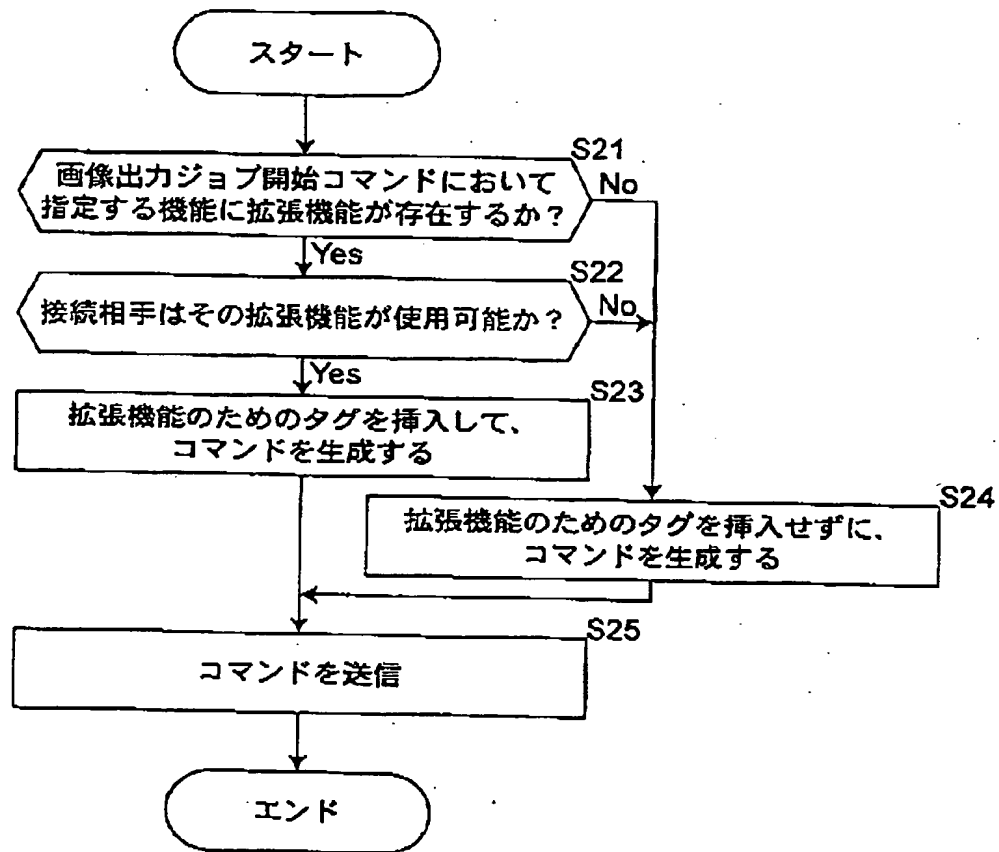 スタート
S21
画像出力ジョブ開始コマンドにおいて
指定する機能に拡張機能が存在するか？
No
Yes
S22
接続相手はその拡張機能が使用可能か？
No
Yes
S23
拡張機能のためのタグを挿入して、
コマンドを生成する
S24
拡張機能のためのタグを挿入せずに、
コマンドを生成する
S25
コマンドを送信
エンド